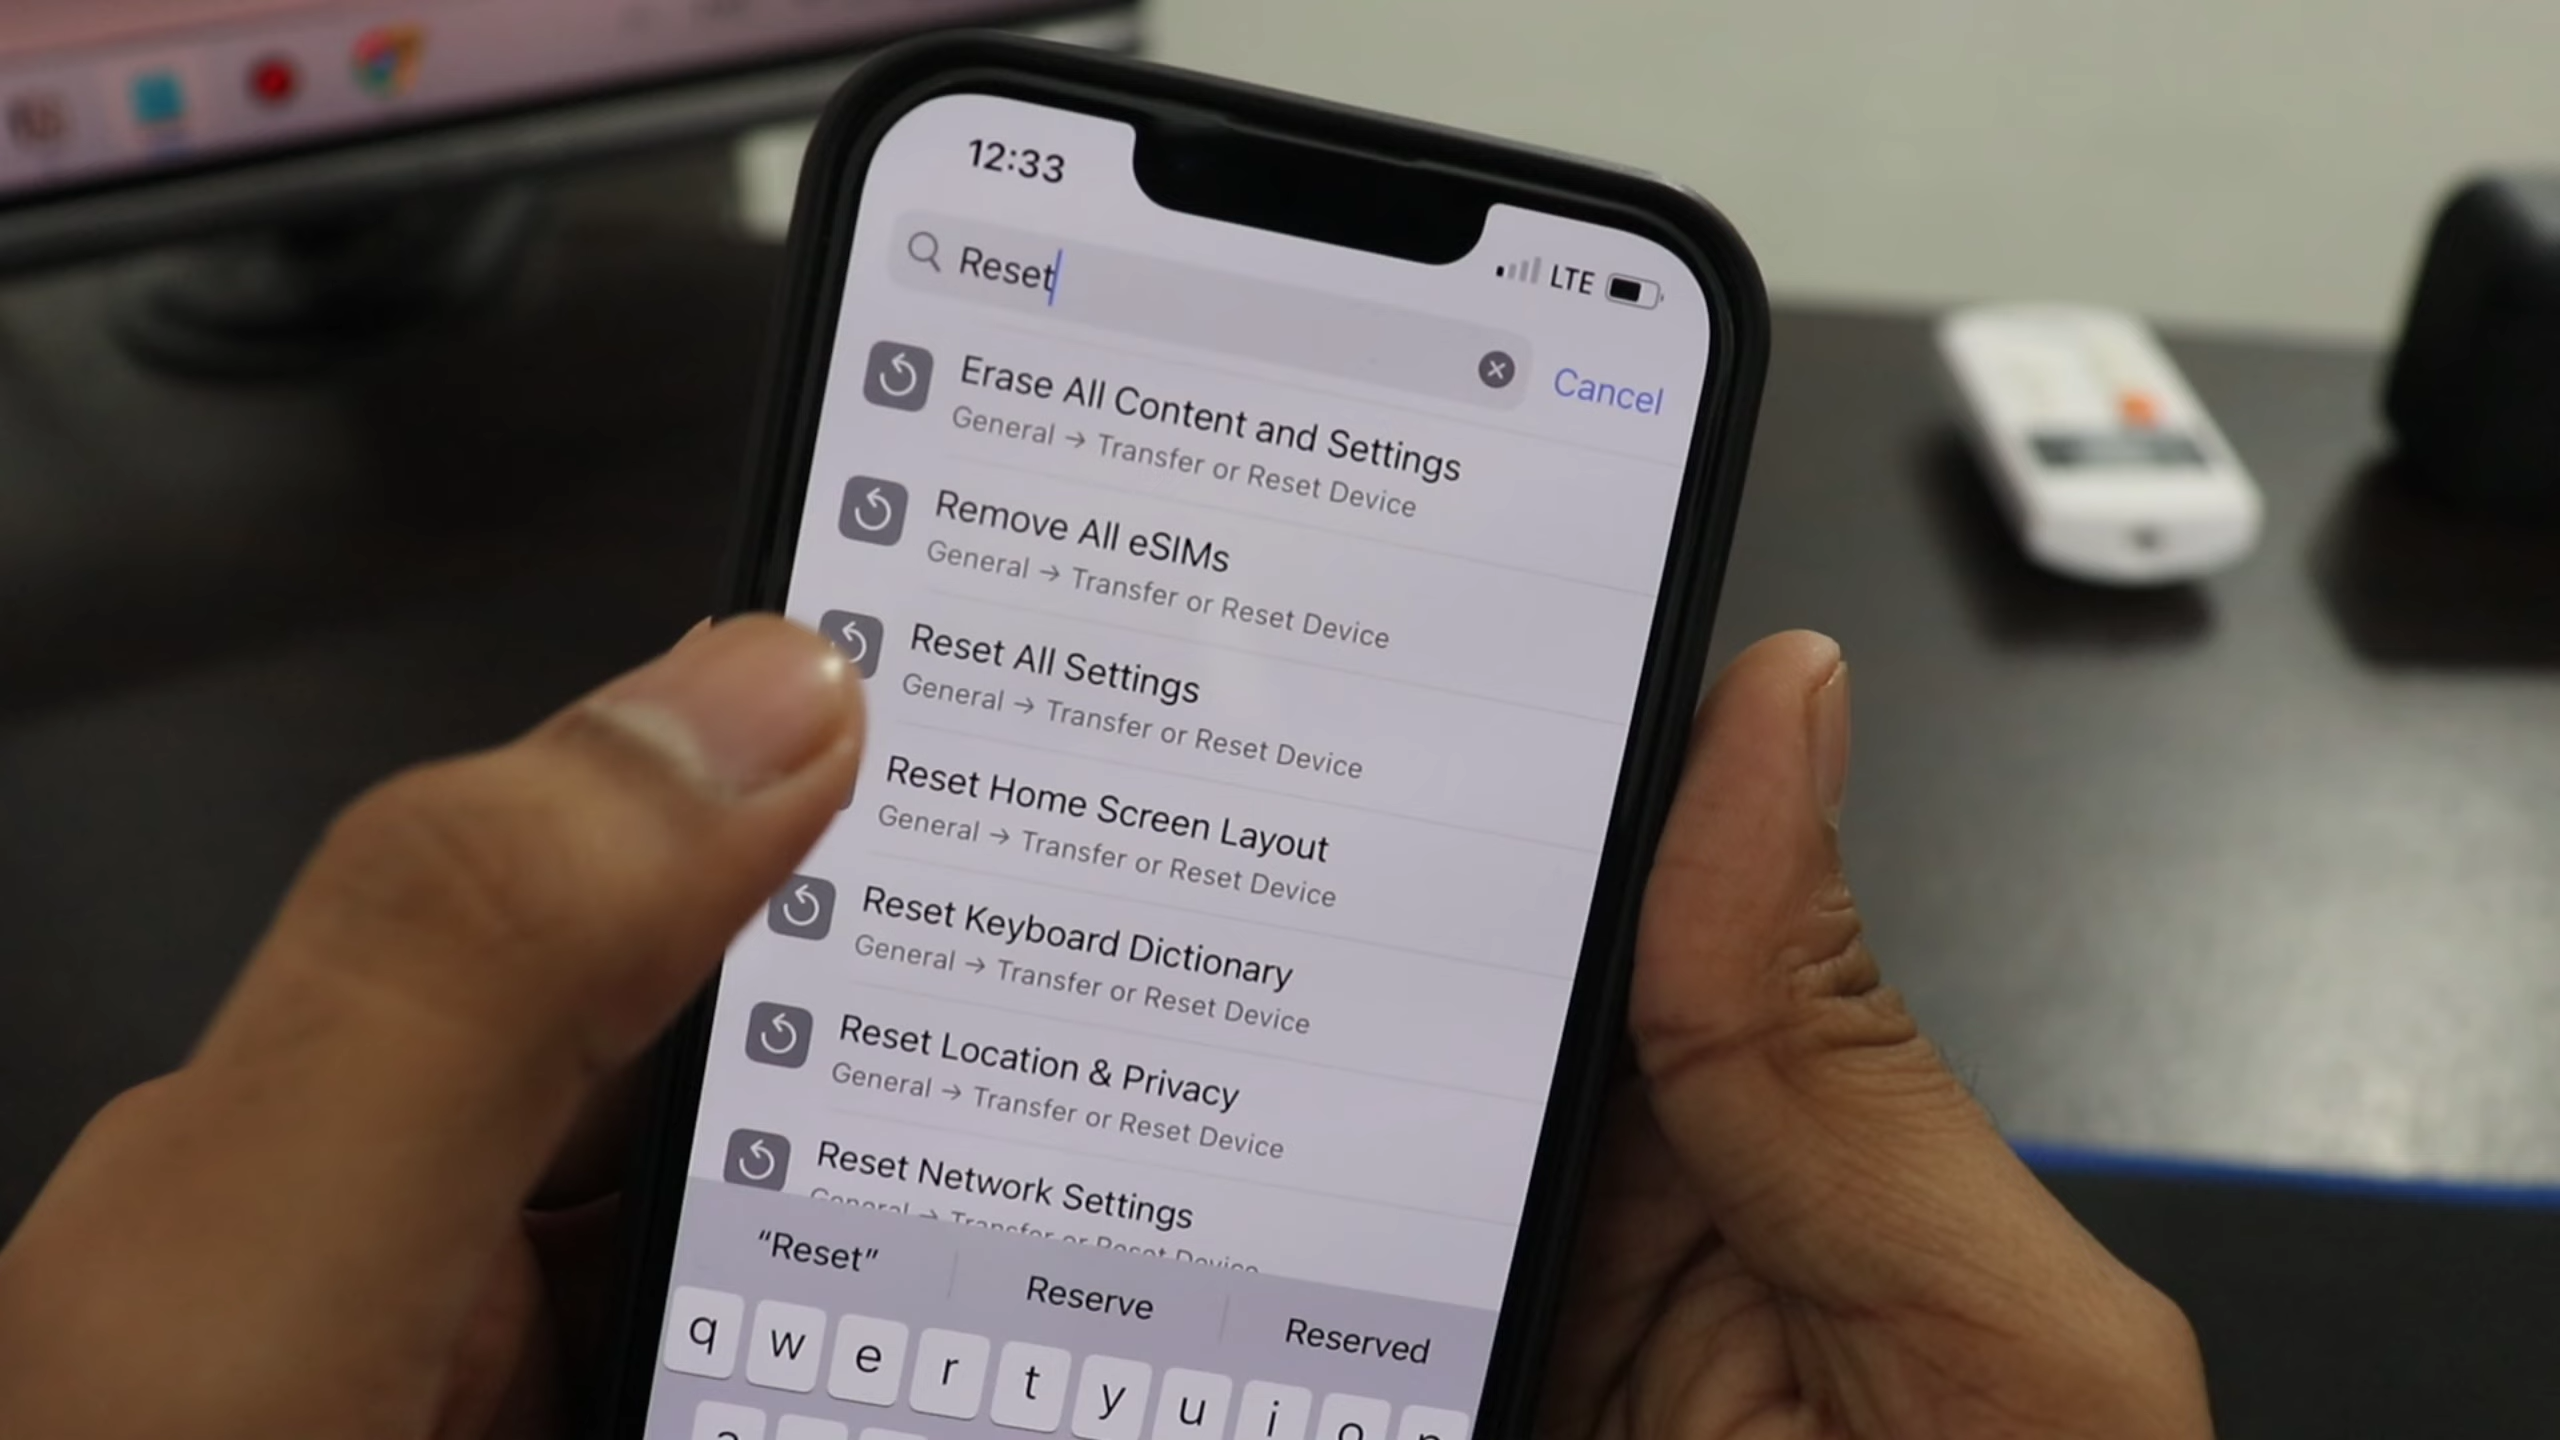 12:33
LTE
Reset
Cancel
Erase All Content and Settings
General → Transfer or Reset Device
Remove All eSIMs
General → Transfer or Reset Device
Reset All Settings
General → Transfer or Reset Device
Reset Home Screen Layout
General → Transfer or Reset Device
Reset Keyboard Dictionary
General → Transfer or Reset Device
Reset Location & Privacy
General → Transfer or Reset Device
Reset Network Settings
General → Transfer or Reset Device
“Reset” Reserve Reserved
q w e r t y u i o p
a